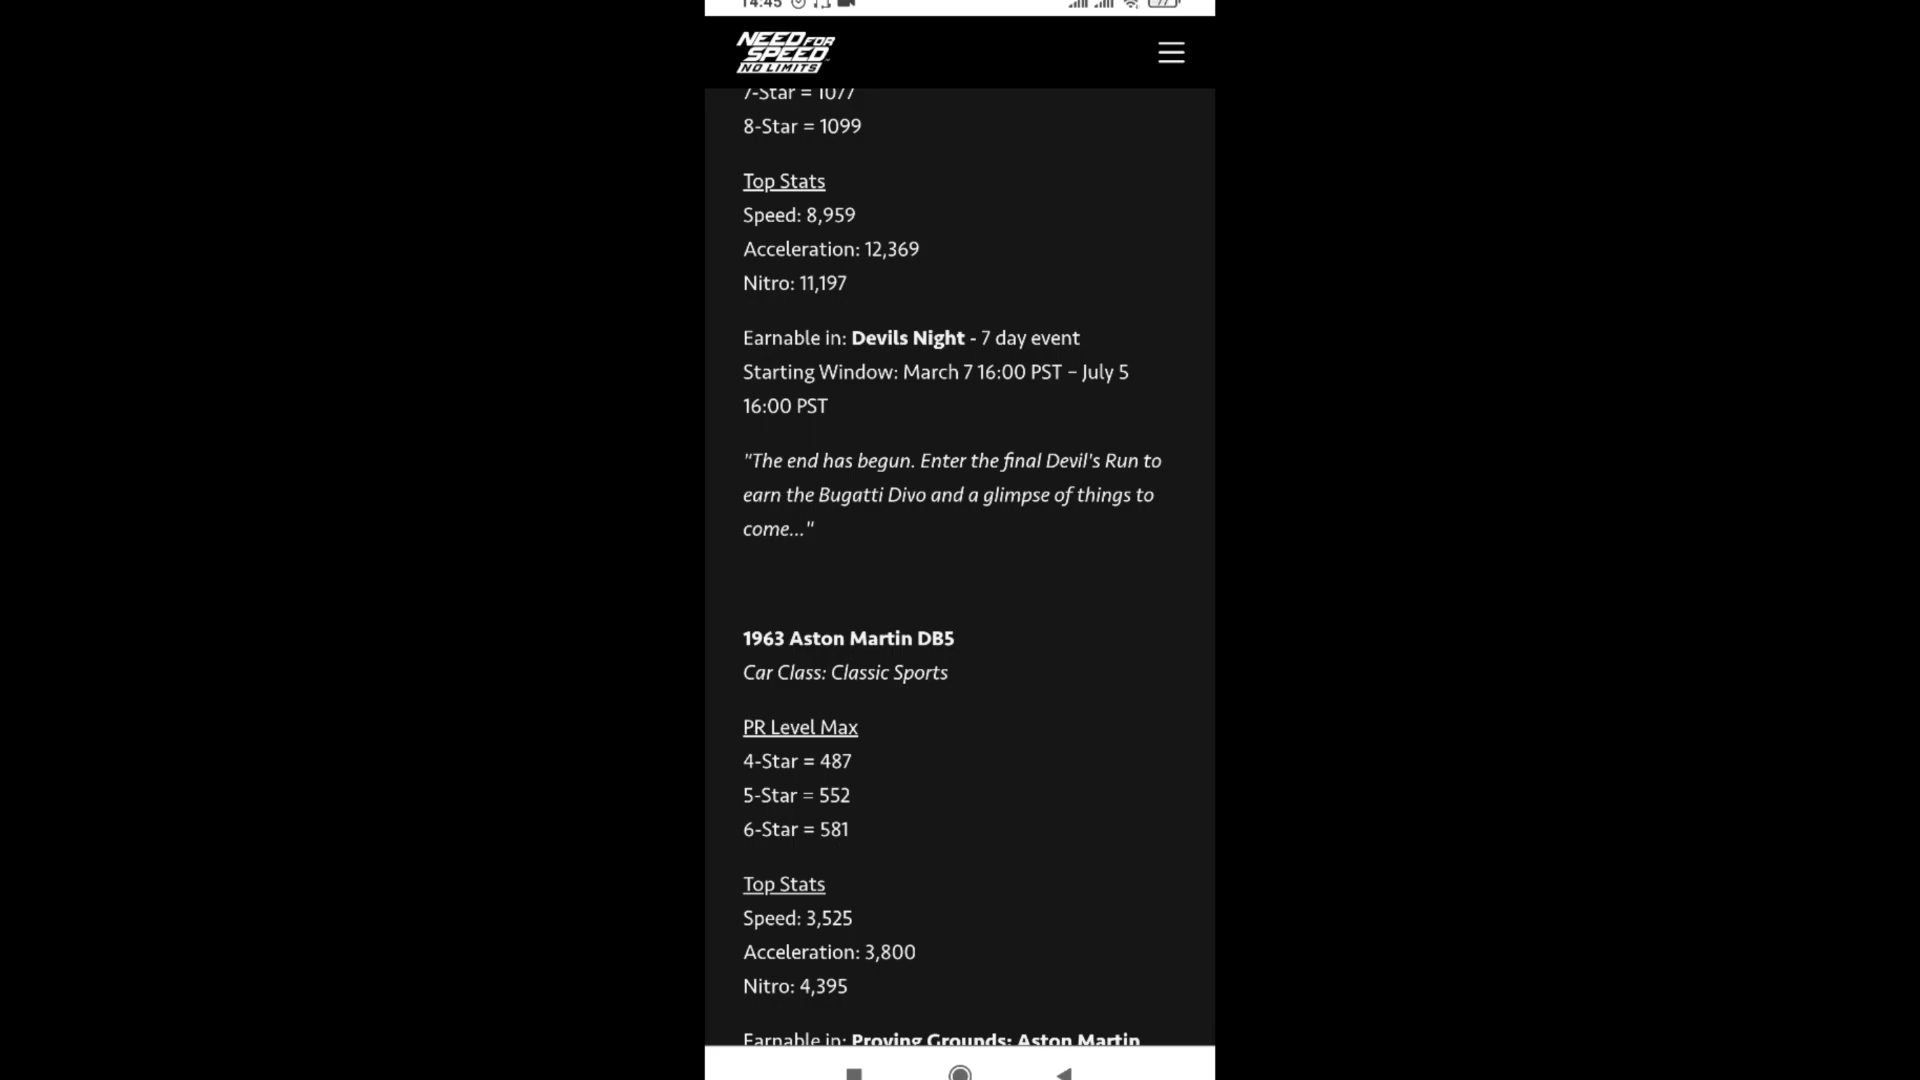 14:45
NEED FOR
SPEED
NO LIMITS
7-Star = 1077
8-Star = 1099
Top Stats
Speed: 8,959
Acceleration: 12,369
Nitro: 11,197
Earnable in: Devils Night - 7 day event
Starting Window: March 7 16:00 PST – July 5
16:00 PST
"The end has begun. Enter the final Devil's Run to
earn the Bugatti Divo and a glimpse of things to
come..."
1963 Aston Martin DB5
Car Class: Classic Sports
PR Level Max
4-Star = 487
5-Star = 552
6-Star = 581
Top Stats
Speed: 3,525
Acceleration: 3,800
Nitro: 4,395
Earnable in: Proving Grounds: Aston Martin